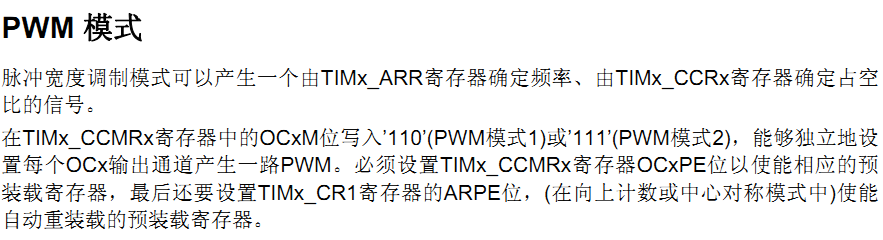 PWM 模式
脉冲宽度调制模式可以产生一个由TIMx_ARR寄存器确定频率、由TIMx_CCRx寄存器确定占空
比的信号。
在TIMx_CCMRx寄存器中的OCxM位写入’110’(PWM模式1)或’111’(PWM模式2)，能够独立地设
置每个OCx输出通道产生一路PWM。必须设置TIMx_CCMRx寄存器OCxPE位以使能相应的预
装载寄存器，最后还要设置TIMx_CR1寄存器的ARPE位，(在向上计数或中心对称模式中)使能
自动重装载的预装载寄存器。